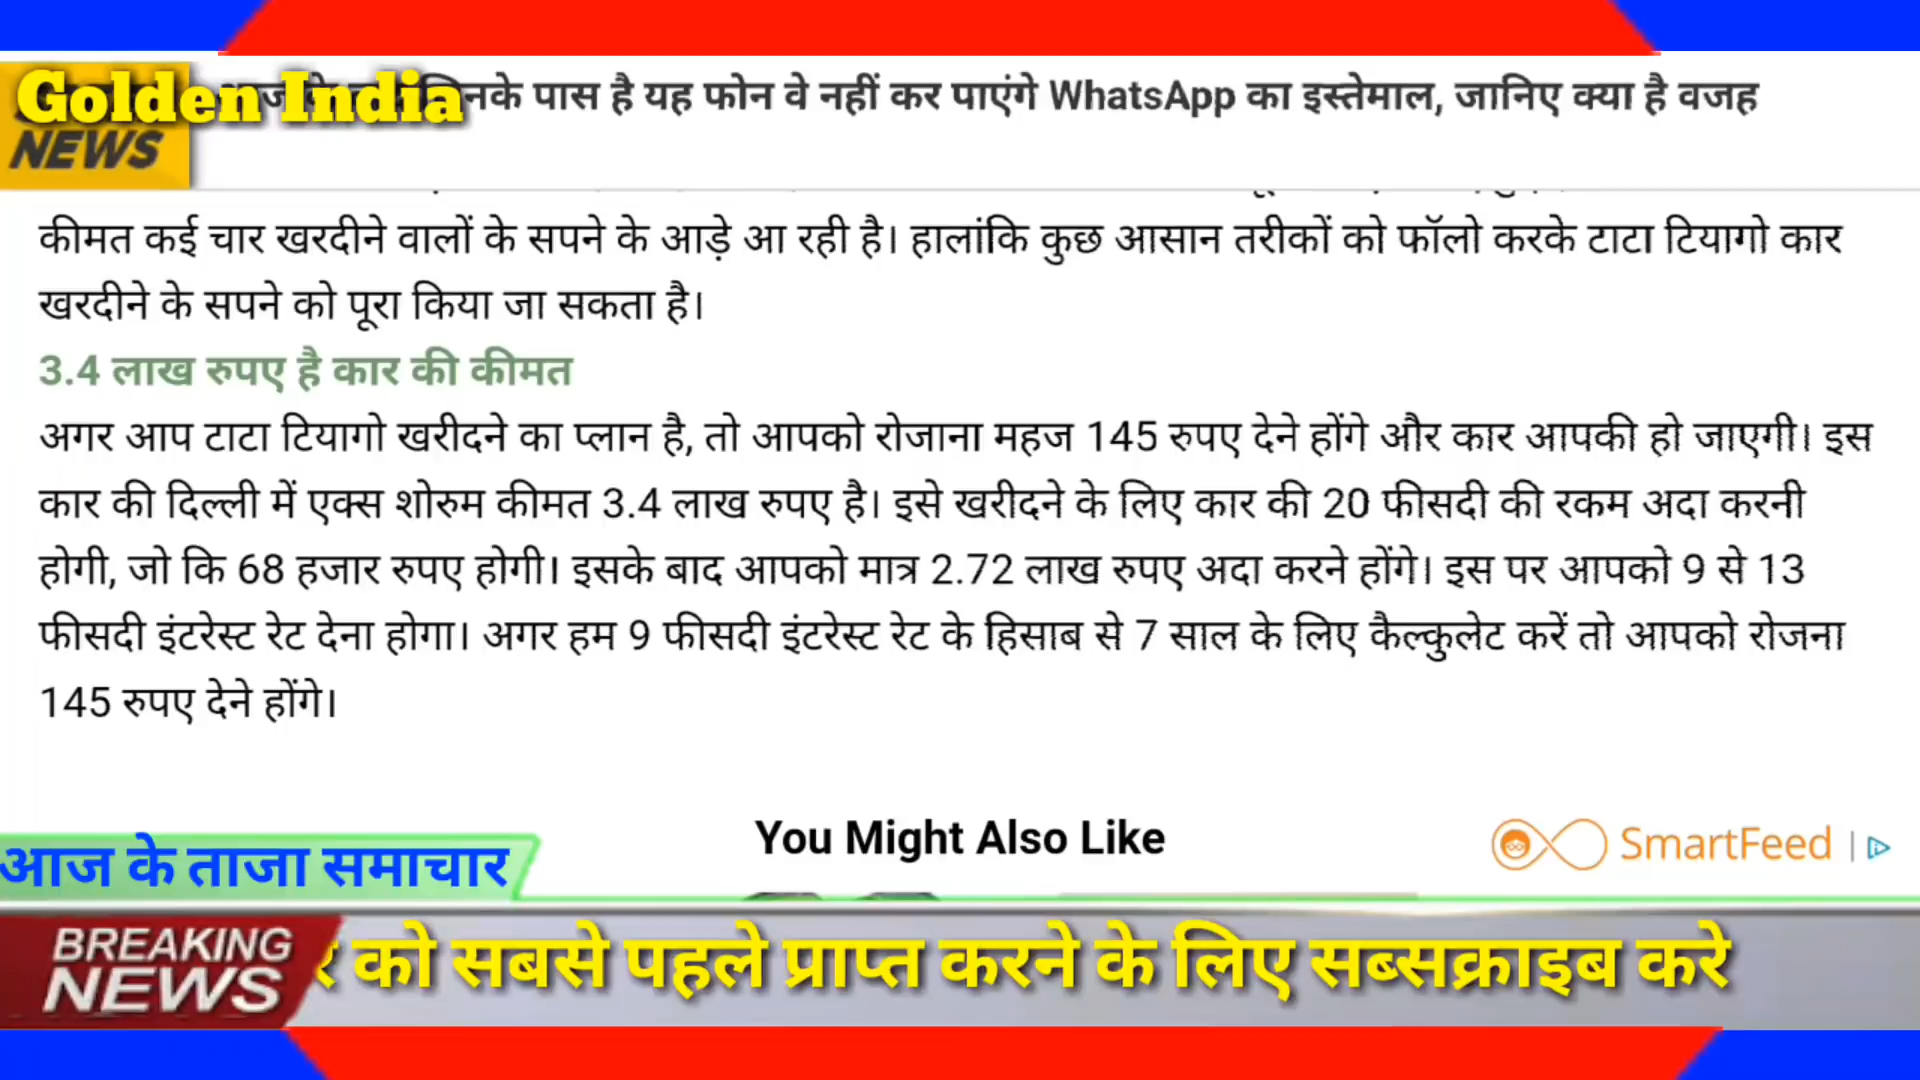 Golden India
NEWS
नके पास है यह फोन वे नहीं कर पाएंगे WhatsApp का इस्तेमाल, जानिए क्या है वजह
कीमत कई चार खरदीने वालों के सपने के आड़े आ रही है। हालांकि कुछ आसान तरीकों को फॉलो करके टाटा टियागो कार
खरदीने के सपने को पूरा किया जा सकता है।
3.4 लाख रुपए है कार की कीमत
अगर आप टाटा टियागो खरीदने का प्लान है, तो आपको रोजाना महज 145 रुपए देने होंगे और कार आपकी हो जाएगी। इस
कार की दिल्ली में एक्स शोरुम कीमत 3.4 लाख रुपए है। इसे खरीदने के लिए कार की 20 फीसदी की रकम अदा करनी
होगी, जो कि 68 हजार रुपए होगी। इसके बाद आपको मात्र 2.72 लाख रुपए अदा करने होंगे। इस पर आपको 9 से 13
फीसदी इंटरेस्ट रेट देना होगा। अगर हम 9 फीसदी इंटरेस्ट रेट के हिसाब से 7 साल के लिए कैल्कुलेट करें तो आपको रोजना
145 रुपए देने होंगे।
You Might Also Like
SmartFeed
आज के ताजा समाचार
BREAKING
NEWS
र को सबसे पहले प्राप्त करने के लिए सब्सक्राइब करे